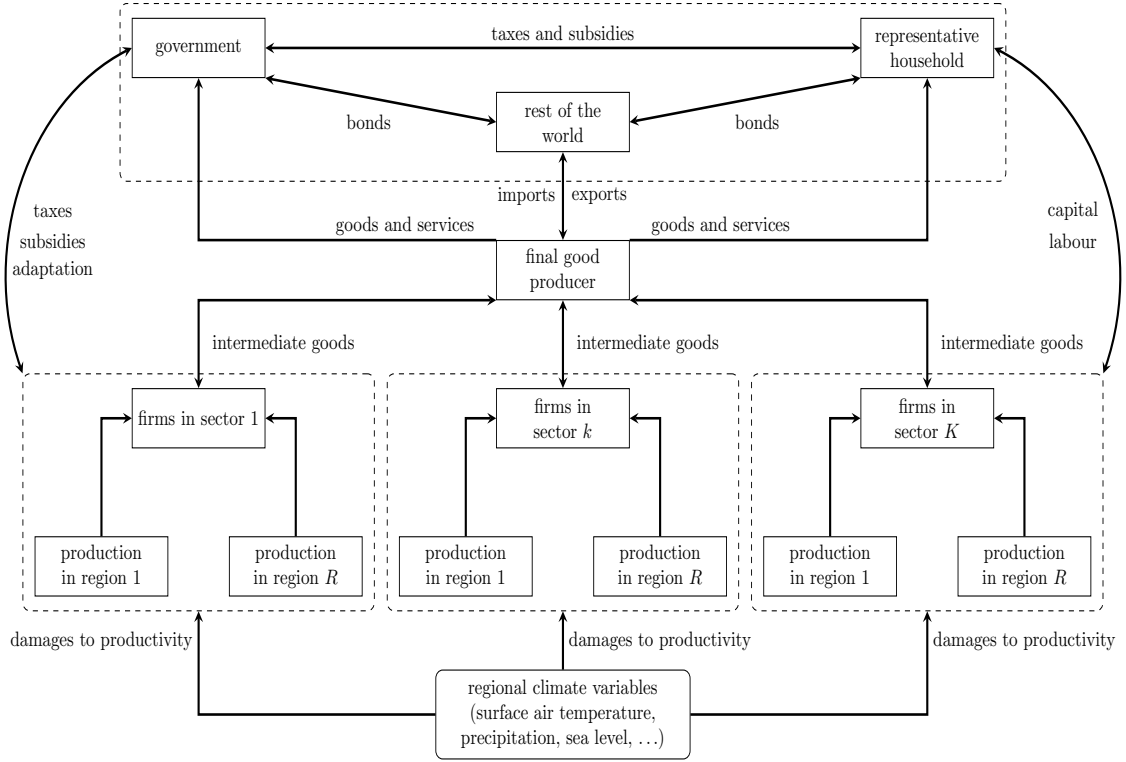 government
taxes and subsidies
representative
household
rest of the
world
bonds
bonds
imports
exports
taxes
subsidies
adaptation
goods and services
goods and services
capital
labour
final good
producer
intermediate goods
intermediate goods
intermediate goods
firms in sector 1
firms in
sector k
firms in
sector K
production
in region 1
production
in region R
production
in region 1
production
in region R
production
in region 1
production
in region R
damages to productivity
damages to productivity
damages to productivity
regional climate variables
(surface air temperature,
precipitation, sea level, …)